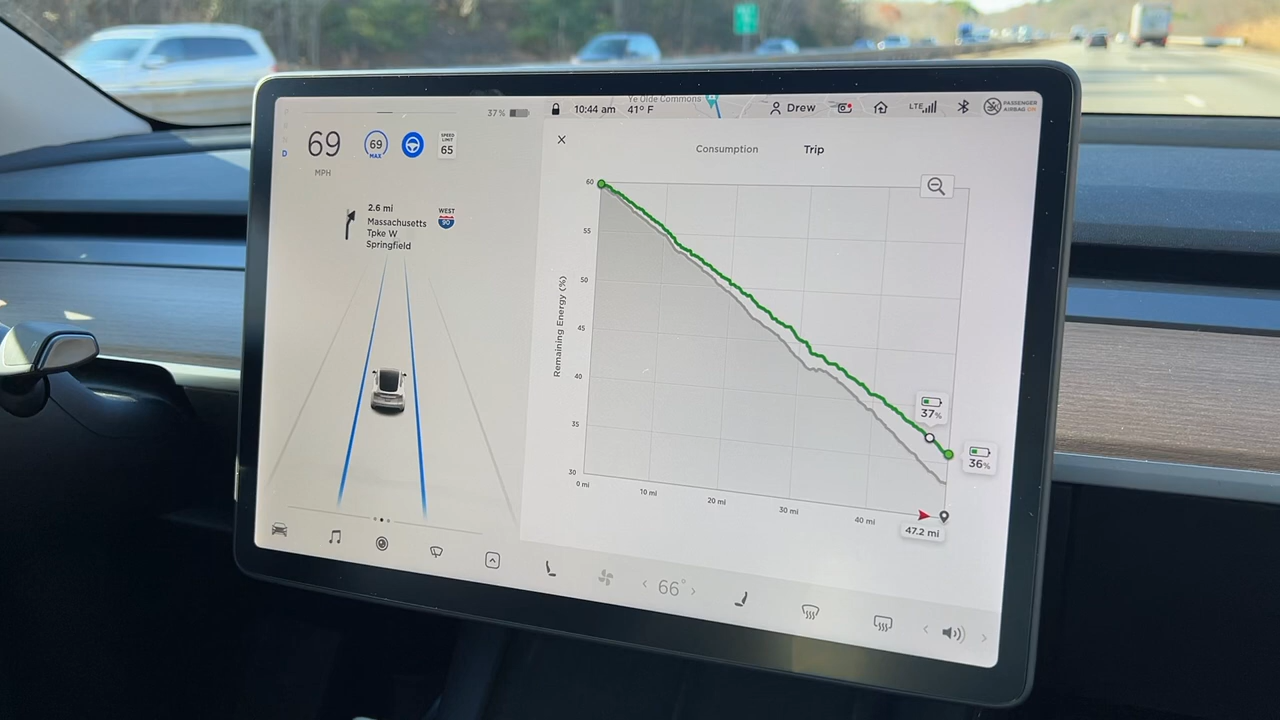 P
R
N
D
37%
10:44 am
41° F
Ye Olde Commons
Drew
LTE
PASSENGER
AIRBAG ON
69
MPH
69
MAX
SPEED
LIMIT
65
2.6 mi
Massachusetts
Tpke W
Springfield
WEST
90
Consumption
Trip
Remaining Energy (%)
60
55
50
45
40
35
30
0 mi
10 mi
20 mi
30 mi
40 mi
37%
36%
47.2 mi
66°